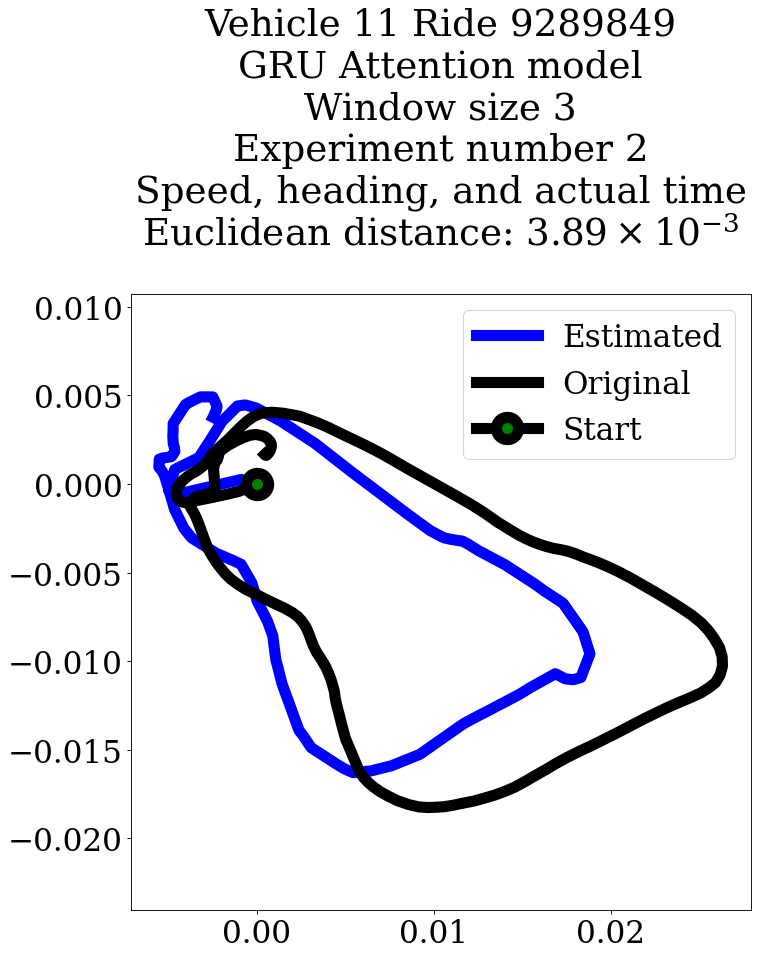 Vehicle 11 Ride 9289849
GRU Attention model
Window size 3
Experiment number 2
Speed, heading, and actual time
Euclidean distance: 3.89 × 10⁻³
0.010
0.005
0.000
−0.005
−0.010
−0.015
−0.020
Estimated
Original
Start
0.00 0.01 0.02